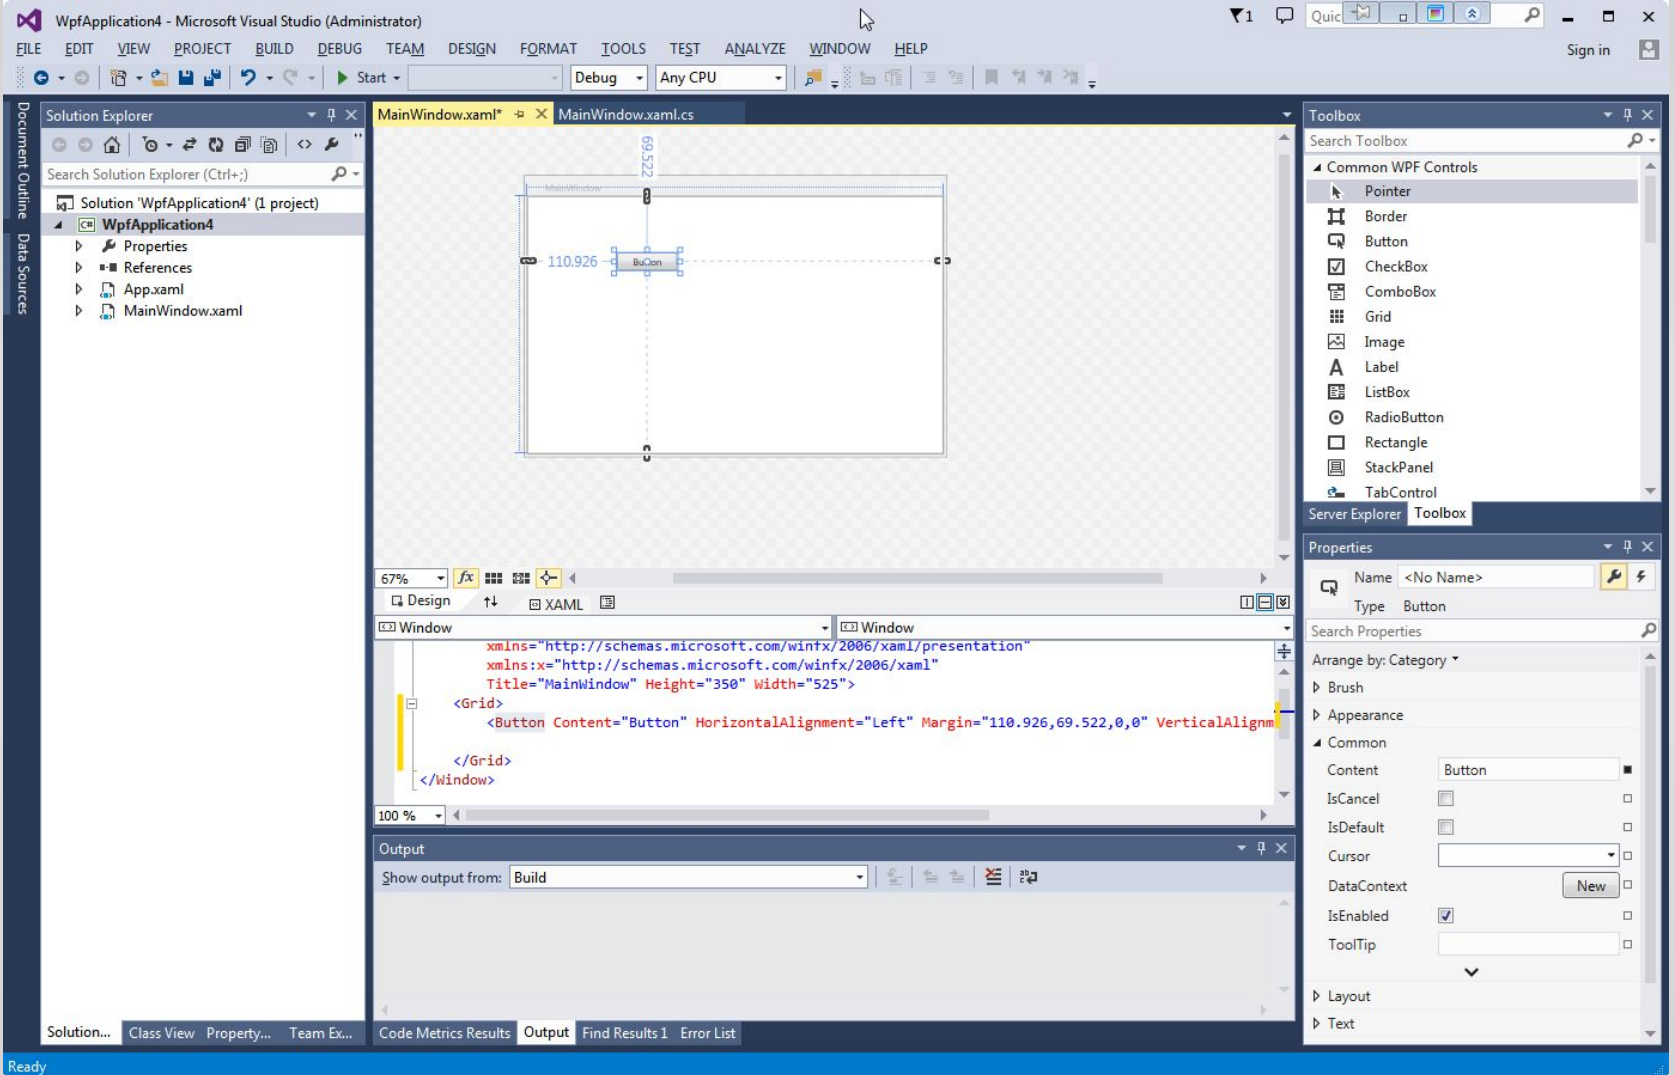 WpfApplication4 - Microsoft Visual Studio (Administrator)
1
Quic
FILE EDIT VIEW PROJECT BUILD DEBUG TEAM DESIGN FORMAT TOOLS TEST ANALYZE WINDOW HELP
Sign in
Start Debug Any CPU
Document Outline
Data Sources
Solution Explorer
Search Solution Explorer (Ctrl+;)
Solution 'WpfApplication4' (1 project)
C# WpfApplication4
Properties
References
App.xaml
MainWindow.xaml
Solution... Class View Property... Team Ex...
MainWindow.xaml* MainWindow.xaml.cs
69.522
MainWindow
110.926
Button
67% fx
Design XAML
Window Window
xmlns="http://schemas.microsoft.com/winfx/2006/xaml/presentation"
xmlns:x="http://schemas.microsoft.com/winfx/2006/xaml"
Title="MainWindow" Height="350" Width="525">
<Grid>
<Button Content="Button" HorizontalAlignment="Left" Margin="110.926,69.522,0,0" VerticalAlignm
</Grid>
</Window>
100 %
Output
Show output from: Build
Code Metrics Results Output Find Results 1 Error List
Toolbox
Search Toolbox
Common WPF Controls
Pointer
Border
Button
CheckBox
ComboBox
Grid
Image
A Label
ListBox
RadioButton
Rectangle
StackPanel
TabControl
Server Explorer Toolbox
Properties
Name <No Name>
Type Button
Search Properties
Arrange by: Category
Brush
Appearance
Common
Content Button
IsCancel
IsDefault
Cursor
DataContext New
IsEnabled
ToolTip
Layout
Text
Ready